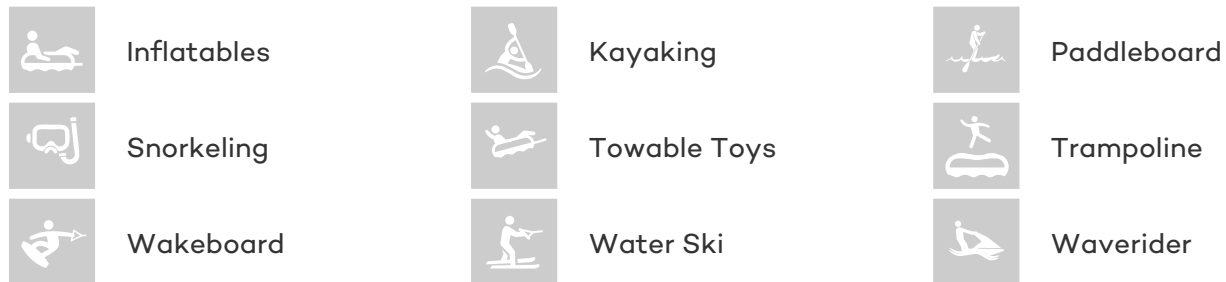 Inflatables
Kayaking
Paddleboard
Snorkeling
Towable Toys
Trampoline
Wakeboard
Water Ski
Waverider